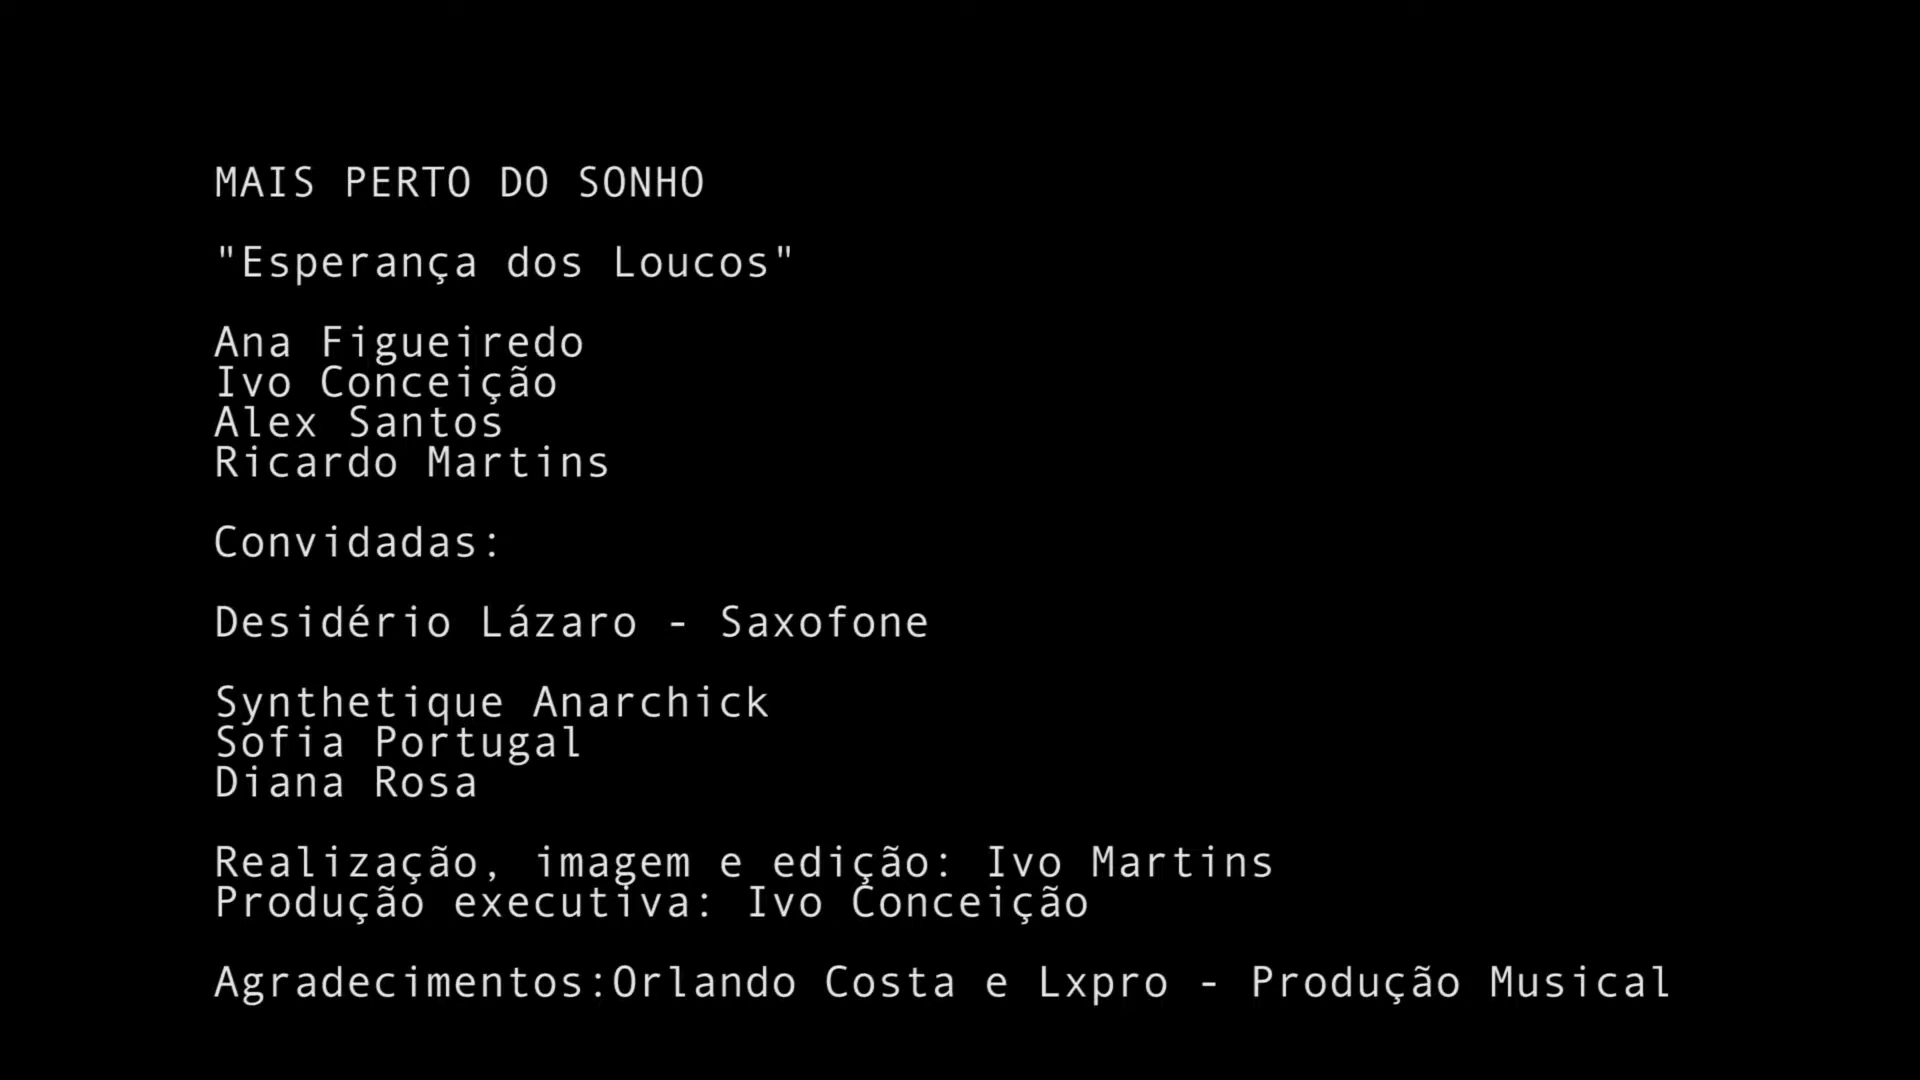 MAIS PERTO DO SONHO
"Esperança dos Loucos"
Ana Figueiredo
Ivo Conceição
Alex Santos
Ricardo Martins
Convidadas:
Desidério Lázaro - Saxofone
Synthetique Anarchick
Sofia Portugal
Diana Rosa
Realização, imagem e edição: Ivo Martins
Produção executiva: Ivo Conceição
Agradecimentos:Orlando Costa e Lxpro - Produção Musical